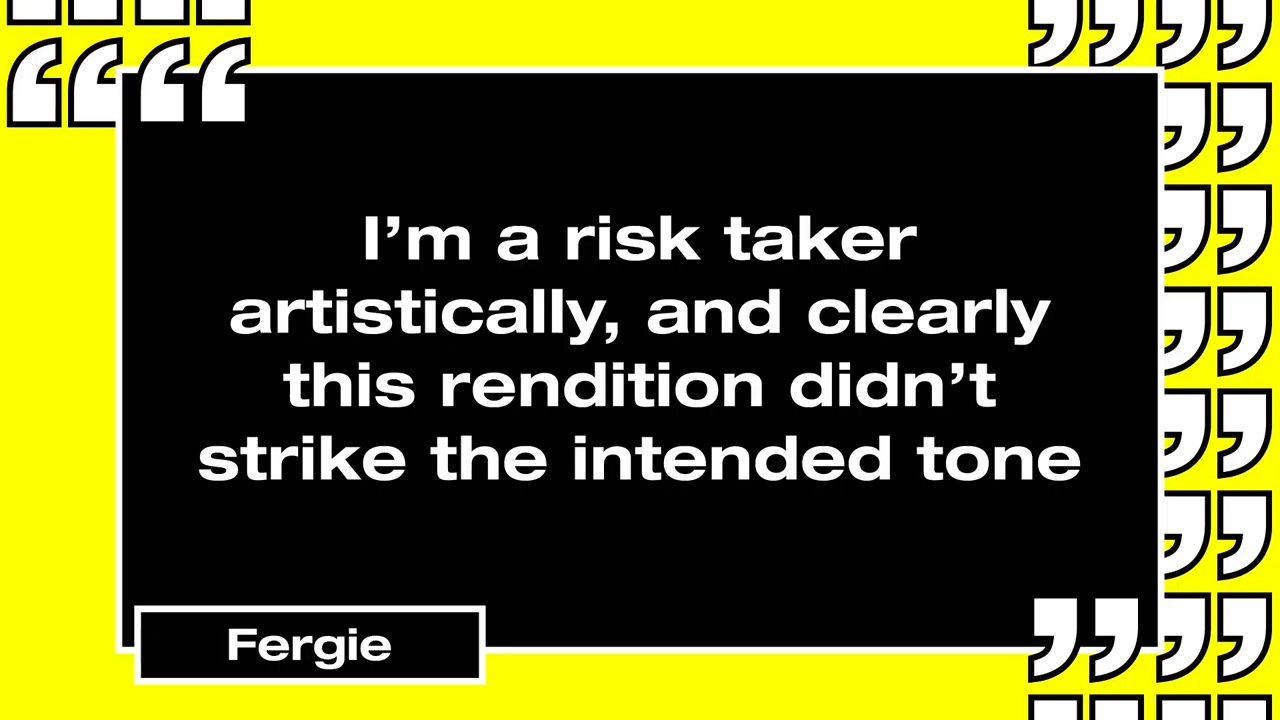 I’m a risk taker
artistically, and clearly
this rendition didn’t
strike the intended tone
Fergie